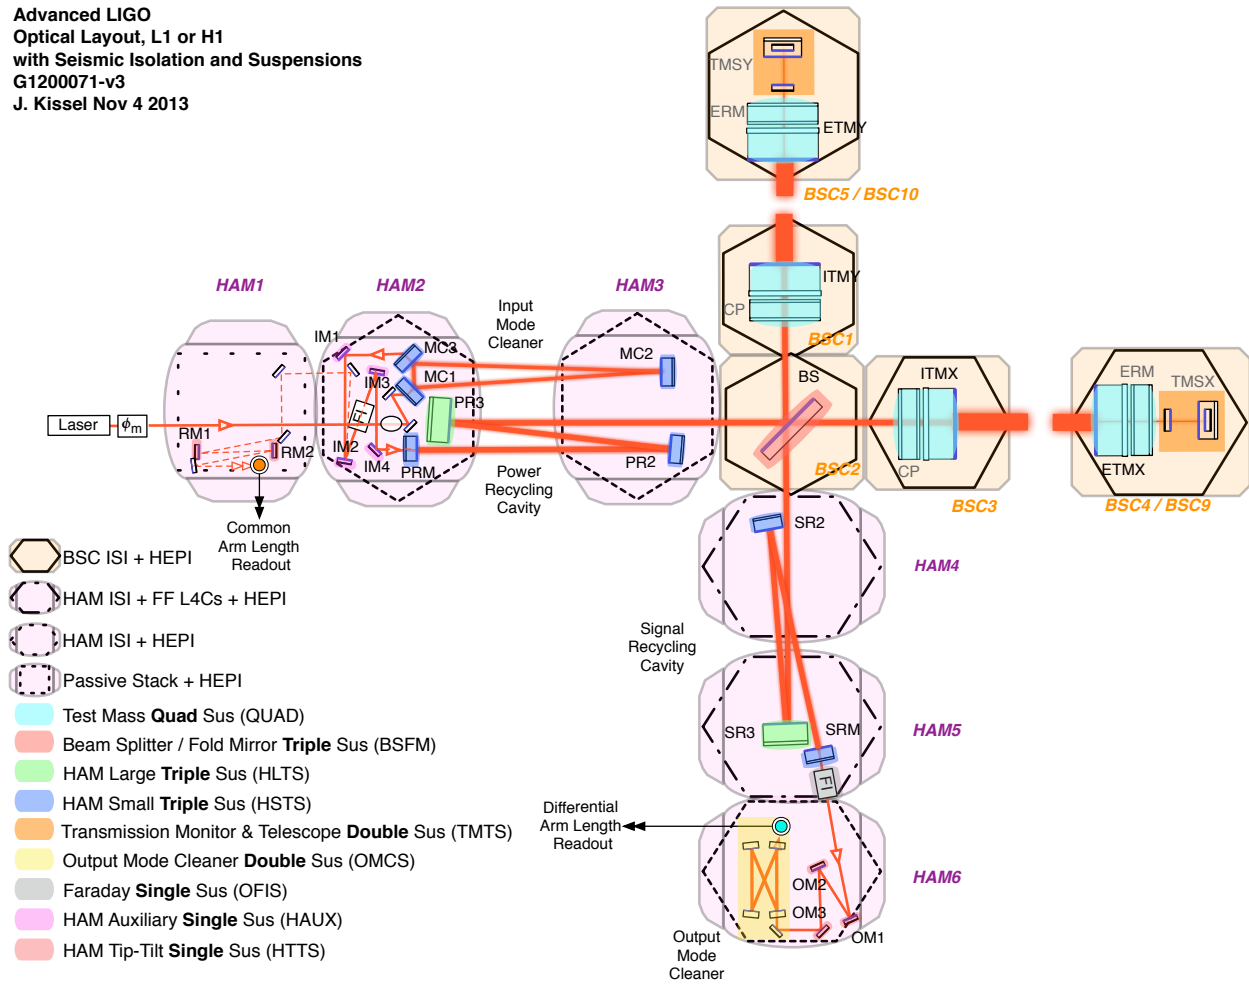 Advanced LIGO
Optical Layout, L1 or H1
with Seismic Isolation and Suspensions
G1200071-v3
J. Kissel Nov 4 2013
TMSY
ERM
ETMY
BSC5 / BSC10
ITMY
CP
BSC1
HAM1
HAM2
HAM3
Input
Mode
Cleaner
IM1
MC3
MC2
IM3
MC1
BS
ITMX
ERM
TMSX
PR3
FI
Laser
ϕm
RM1
RM2
IM2
IM4
PRM
PR2
BSC2
CP
ETMX
Power
Recycling
Cavity
BSC3
BSC4 / BSC9
Common
Arm Length
Readout
SR2
HAM4
BSC ISI + HEPI
HAM ISI + FF L4Cs + HEPI
HAM ISI + HEPI
Passive Stack + HEPI
Signal
Recycling
Cavity
Test Mass Quad Sus (QUAD)
Beam Splitter / Fold Mirror Triple Sus (BSFM)
HAM Large Triple Sus (HLTS)
HAM Small Triple Sus (HSTS)
Transmission Monitor & Telescope Double Sus (TMTS)
Output Mode Cleaner Double Sus (OMCS)
Faraday Single Sus (OFIS)
HAM Auxiliary Single Sus (HAUX)
HAM Tip-Tilt Single Sus (HTTS)
SR3
SRM
HAM5
FI
Differential
Arm Length
Readout
OM2
HAM6
OM3
OM1
Output
Mode
Cleaner